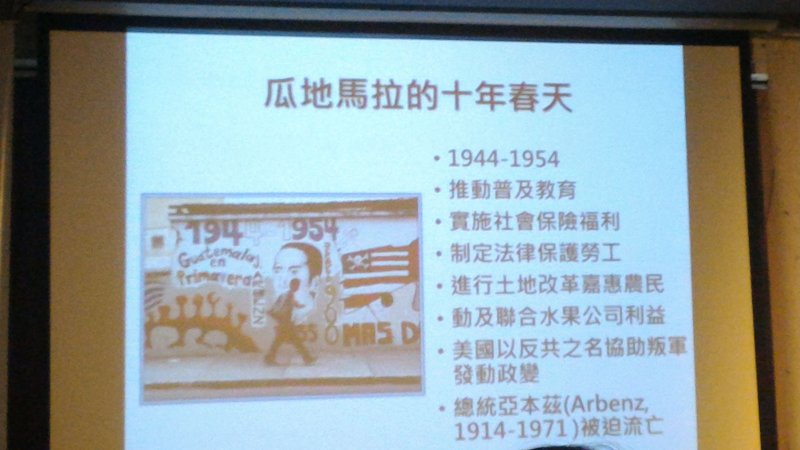 瓜地馬拉的十年春天
• 1944-1954
• 推動普及教育
• 實施社會保險福利
• 制定法律保護勞工
• 進行土地改革嘉惠農民
• 動及聯合水果公司利益
• 美國以反共之名協助叛軍
發動政變
• 總統亞本茲(Arbenz,
1914-1971)被迫流亡
194 954
Guatemala
en
Primavera
MAS D